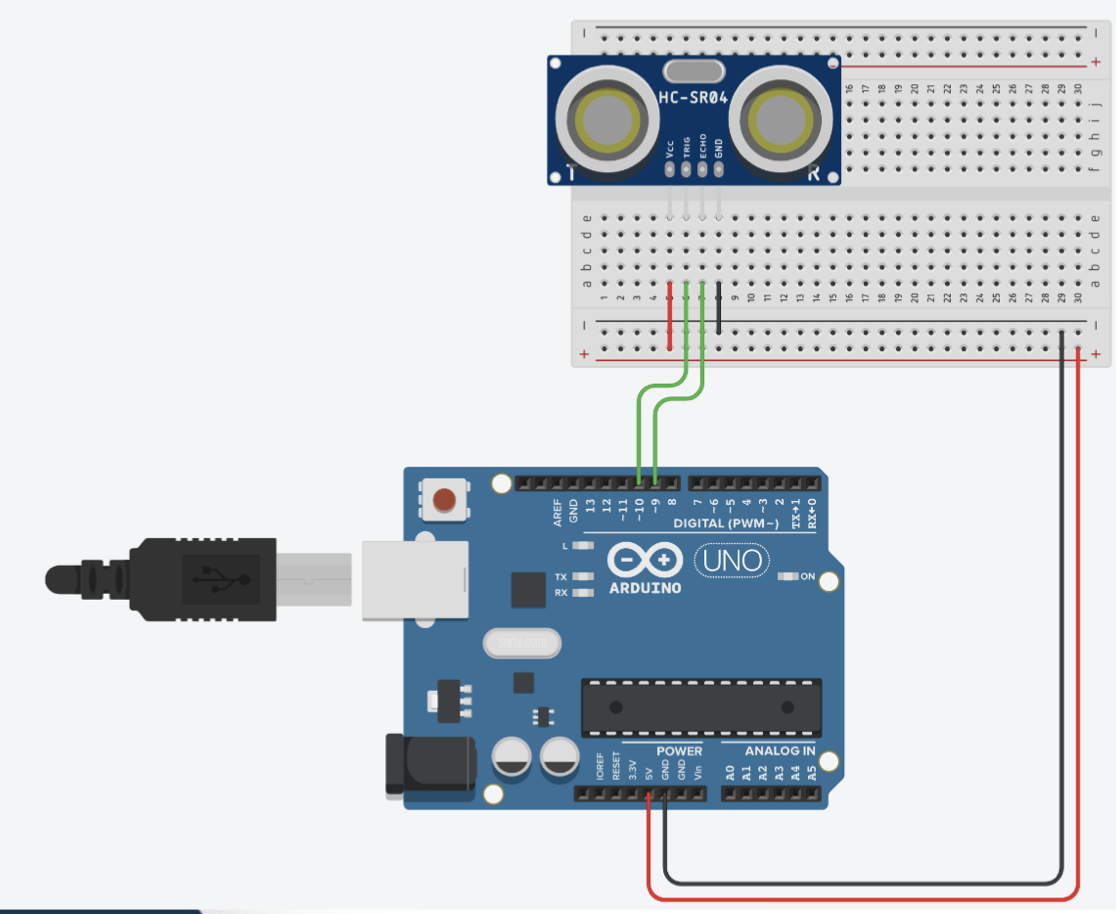 − −
+
16 17 18 19 20 21 22 23 24 25 26 27 28 29 30
j
i
h
g
f
HC-SR04
Vcc TRIG ECHO GND
T R
e e
d d
c c
b b
a a
1 2 3 4 5 6 7 8 9 10 11 12 13 14 15 16 17 18 19 20 21 22 23 24 25 26 27 28 29 30
− −
+ +
AREF GND 13 12 ~11 ~10 ~9 8 7 ~6 ~5 4 ~3 2 TX→1 RX←0
DIGITAL (PWM~)
L
TX
RX
ARDUINO
UNO
ON
POWER ANALOG IN
IOREF RESET 3.3V 5V GND GND Vin A0 A1 A2 A3 A4 A5